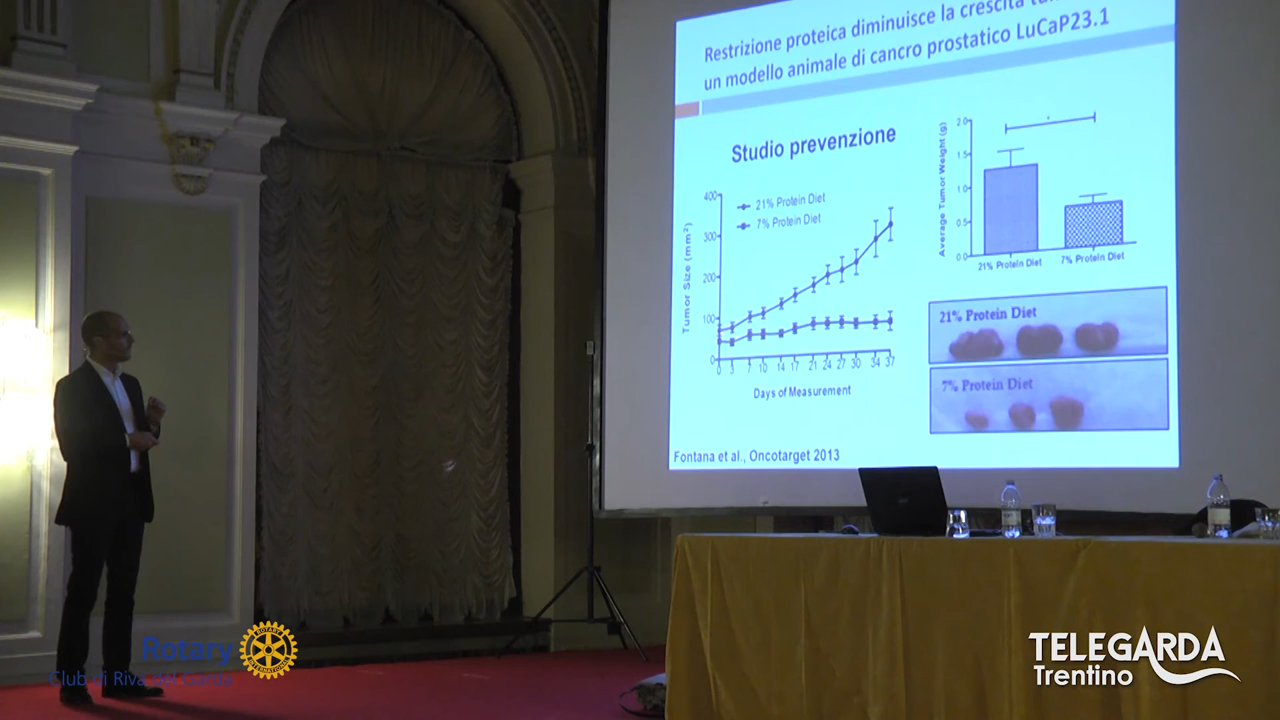 Restrizione proteica diminuisce la crescita
un modello animale di cancro prostatico LuCaP23.1
Studio prevenzione
400
300
200
100
0
Tumor Size (mm²)
21% Protein Diet
7% Protein Diet
0 3 7 10 14 17 21 24 27 30 34 37
Days of Measurement
2.0
1.5
1.0
0.5
0.0
Average Tumor Weight (g)
21% Protein Diet
7% Protein Diet
21% Protein Diet
7% Protein Diet
Fontana et al., Oncotarget 2013
Rotary
Club di Riva del Garda
ROTARY
INTERNATIONAL
TELEGARDA
Trentino